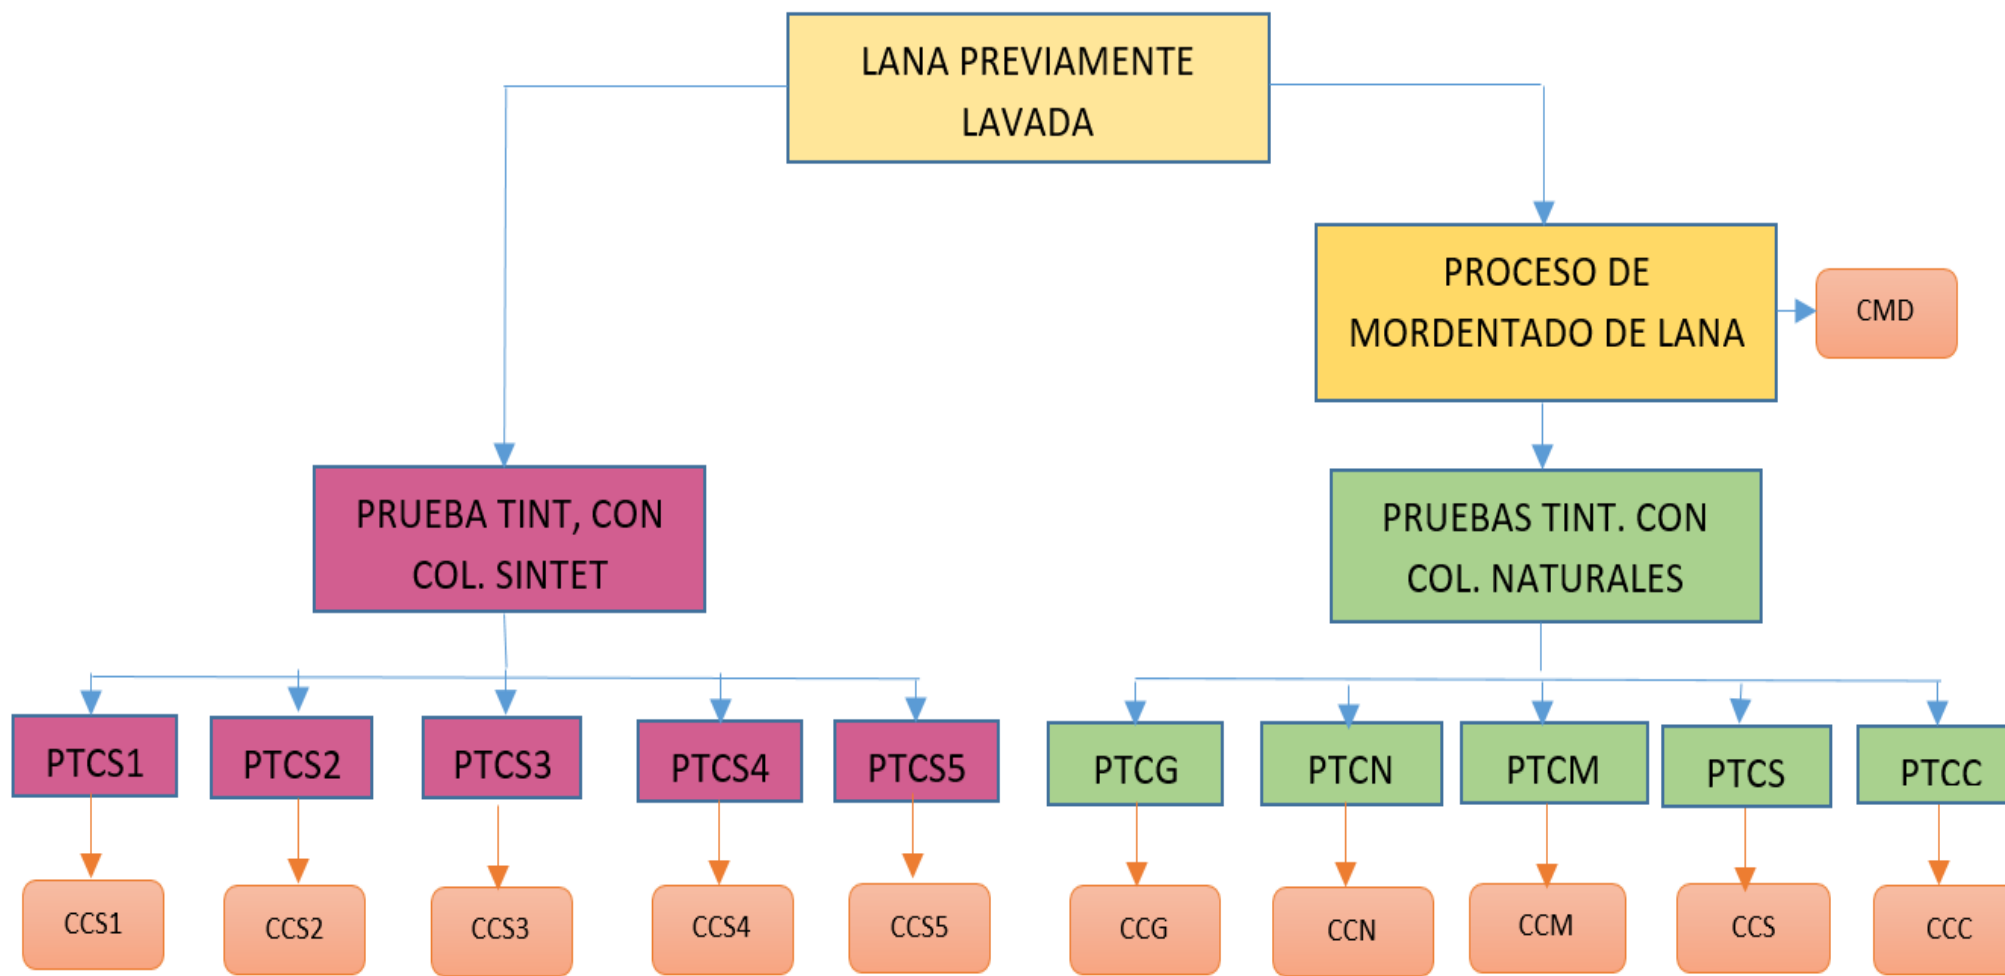 LANA PREVIAMENTE
LAVADA
PROCESO DE
MORDENTADO DE LANA
CMD
PRUEBA TINT, CON
COL. SINTET
PRUEBAS TINT. CON
COL. NATURALES
PTCS1
PTCS2
PTCS3
PTCS4
PTCS5
PTCG
PTCN
PTCM
PTCS
PTCC
CCS1
CCS2
CCS3
CCS4
CCS5
CCG
CCN
CCM
CCS
CCC